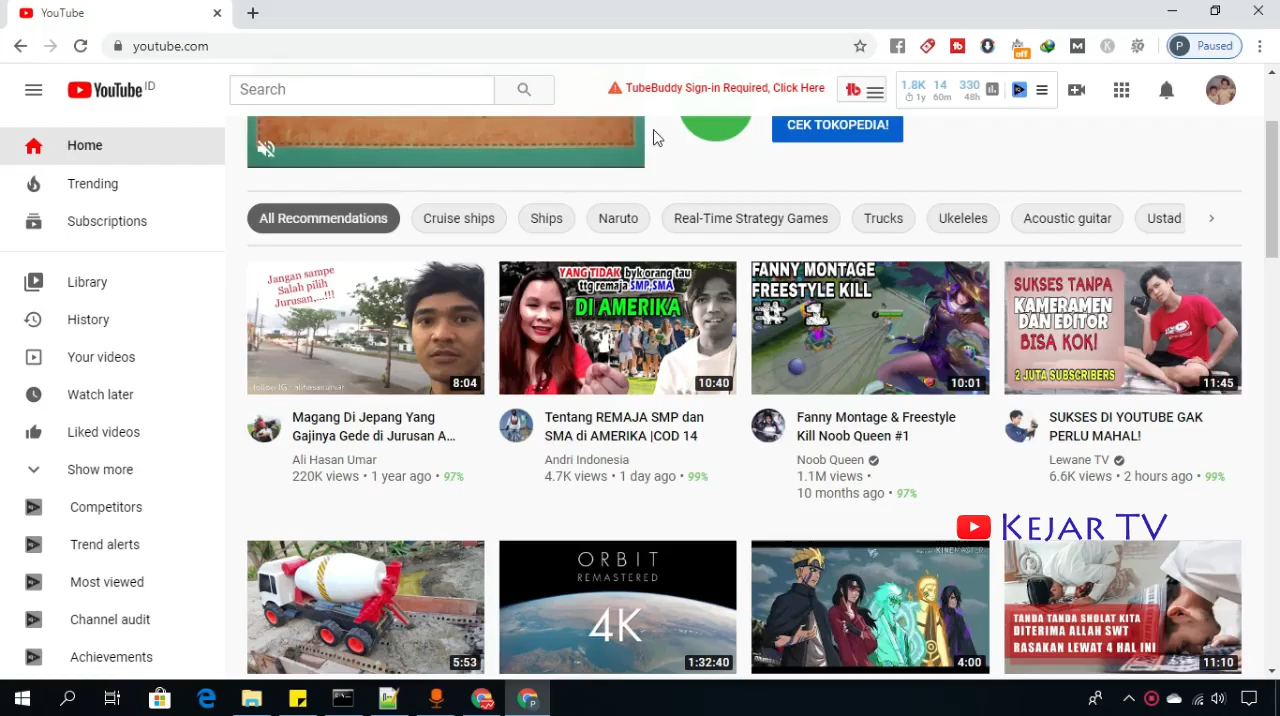 YouTube
youtube.com
off
Paused
P
YouTube ID
Search
TubeBuddy Sign-in Required, Click Here
tb
1.8K 14 330
1y 60m 48h
CEK TOKOPEDIA!
Home
Trending
Subscriptions
Library
History
Your videos
Watch later
Liked videos
Show more
Competitors
Trend alerts
Most viewed
Channel audit
Achievements
All Recommendations
Cruise ships
Ships
Naruto
Real-Time Strategy Games
Trucks
Ukeleles
Acoustic guitar
Ustad
Jangan sampe
Salah pilih
Jurusan,...!!!
follow IG : alihasanumar
8:04
YANG TIDAK byk orang tau
ttg remaja SMP,SMA
DI AMERIKA
10:40
FANNY MONTAGE
FREESTYLE KILL
# 1
10:01
SUKSES TANPA
KAMERAMEN
DAN EDITOR
BISA KOK!
2 JUTA SUBSCRIBERS
11:45
Magang Di Jepang Yang
Gajinya Gede di Jurusan A...
Ali Hasan Umar
220K views • 1 year ago • 97%
Tentang REMAJA SMP dan
SMA di AMERIKA |COD 14
Andri Indonesia
4.7K views • 1 day ago • 99%
Fanny Montage & Freestyle
Kill Noob Queen #1
Noob Queen
1.1M views •
10 months ago • 97%
SUKSES DI YOUTUBE GAK
PERLU MAHAL!
Lewane TV
6.6K views • 2 hours ago • 99%
KEJAR TV
5:53
ORBIT
REMASTERED
4K
1:32:40
KINEMASTER
4:00
TANDA TANDA SHOLAT KITA
DITERIMA ALLAH SWT
RASAKAN LEWAT 4 HAL INI
11:10